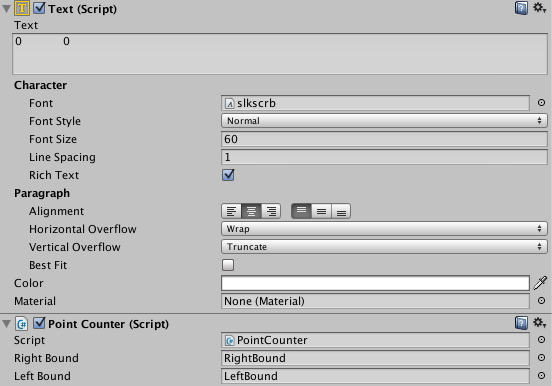 Text (Script)
Text
0 0
Character
Font slkscrb
Font Style Normal
Font Size 60
Line Spacing 1
Rich Text
Paragraph
Alignment
Horizontal Overflow Wrap
Vertical Overflow Truncate
Best Fit
Color
Material None (Material)
Point Counter (Script)
Script PointCounter
Right Bound RightBound
Left Bound LeftBound